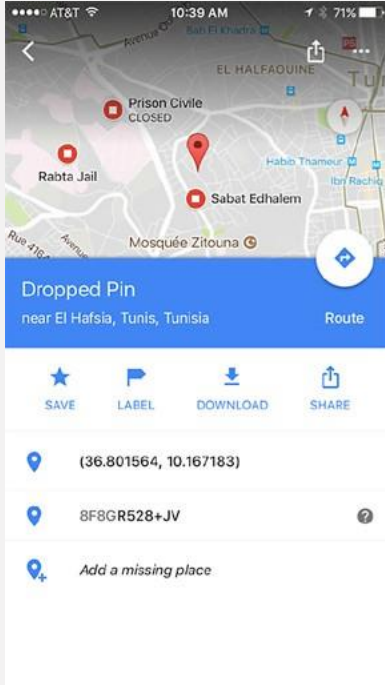 AT&T
10:39 AM
71%
Avenue
Bab El Khadra
EL HALFAOUINE
Tu
Prison Civile
CLOSED
Rabta Jail
Habib Thameur
Ibn Rachiq
Sabat Edhalem
Rue 416
Avenue
Mosquée Zitouna
Dropped Pin
near El Hafsia, Tunis, Tunisia
Route
SAVE
LABEL
DOWNLOAD
SHARE
(36.801564, 10.167183)
8F8GR528+JV
Add a missing place